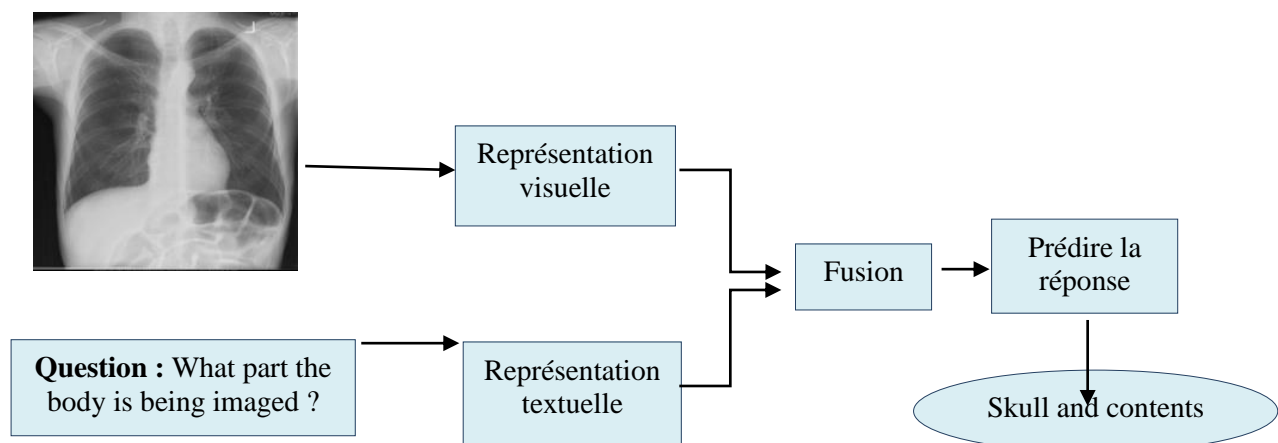 L
Représentation
visuelle
Fusion
Prédire la
réponse
Question : What part the
body is being imaged ?
Représentation
textuelle
Skull and contents